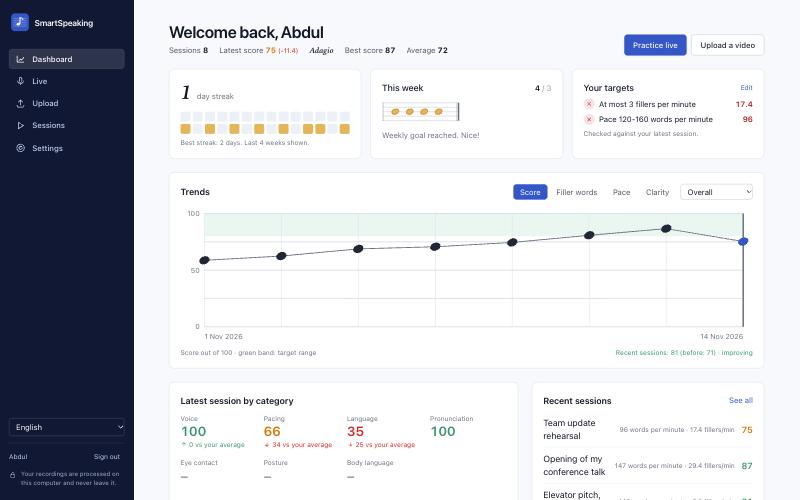 SmartSpeaking
Dashboard
Live
Upload
Sessions
Settings
English
Abdul
Sign out
Your recordings are processed on
this computer and never leave it.
Welcome back, Abdul
Sessions 8 Latest score 75 (-11.4) Adagio Best score 87 Average 72
Practice live
Upload a video
1 day streak
Best streak: 2 days. Last 4 weeks shown.
This week 4 / 3
Weekly goal reached. Nice!
Your targets Edit
At most 3 fillers per minute 17.4
Pace 120-160 words per minute 96
Checked against your latest session.
Trends
Score Filler words Pace Clarity Overall
100
50
0
1 Nov 2026 14 Nov 2026
Score out of 100 · green band: target range
Recent sessions: 81 (before: 71) · Improving
Latest session by category
Voice Pacing Language Pronunciation
100 66 35 100
↑ 0 vs your average ↓ 34 vs your average ↓ 25 vs your average
Eye contact Posture Body language
— — —
Recent sessions See all
Team update
rehearsal
96 words per minute · 17.4 fillers/min 75
Opening of my
conference talk
147 words per minute · 29.4 fillers/min 87
Elevator pitch,